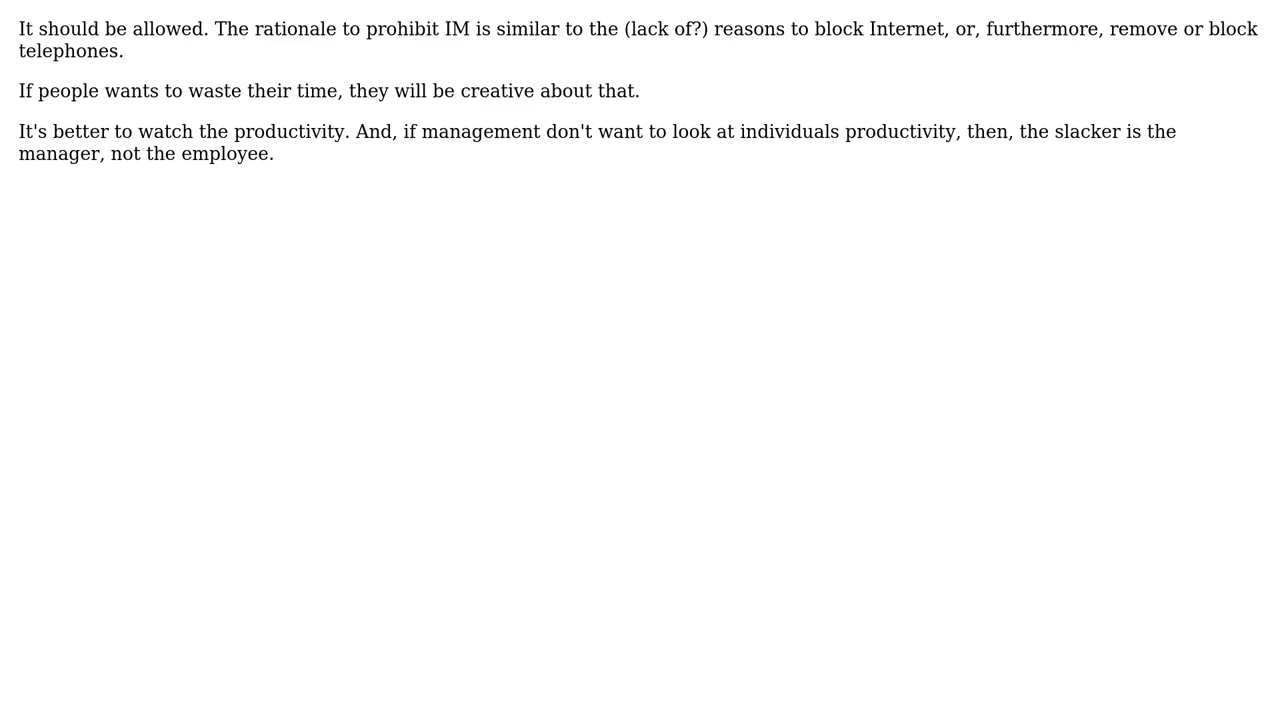 It should be allowed. The rationale to prohibit IM is similar to the (lack of?) reasons to block Internet, or, furthermore, remove or block
telephones.
If people wants to waste their time, they will be creative about that.
It's better to watch the productivity. And, if management don't want to look at individuals productivity, then, the slacker is the
manager, not the employee.